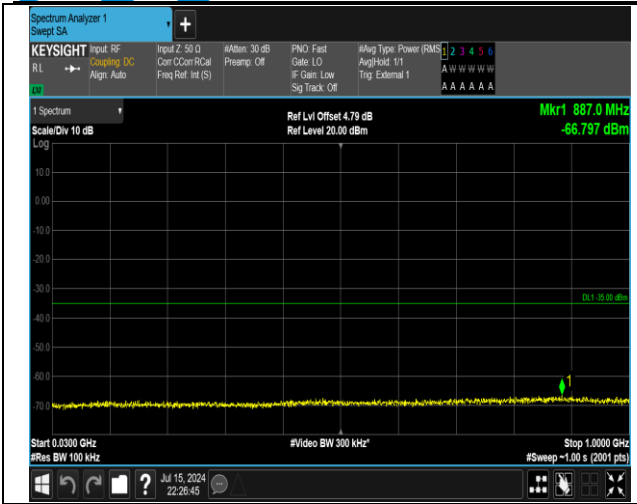 Spectrum Analyzer 1
Swept SA
+
KEYSIGHT
RL
Input: RF
Coupling: DC
Align: Auto
Input Z: 50 Ω
Corr CCorr RCal
Freq Ref: Int (S)
#Atten: 30 dB
Preamp: Off
PNO: Fast
Gate: LO
IF Gain: Low
Sig Track: Off
#Avg Type: Power (RMS
Avg|Hold: 1/1
Trig: External 1
1 2 3 4 5 6
A W W W W W
A A A A A A
1 Spectrum
Scale/Div 10 dB
Log
Ref Lvl Offset 4.79 dB
Ref Level 20.00 dBm
Mkr1 887.0 MHz
-66.797 dBm
10.0
0.00
-10.0
-20.0
-30.0
DL1 -35.00 dBm
-40.0
-50.0
-60.0
1
-70.0
Start 0.0300 GHz
#Res BW 100 kHz
#Video BW 300 kHz*
Stop 1.0000 GHz
#Sweep ~1.00 s (2001 pts)
?
Jul 15, 2024
22:26:45